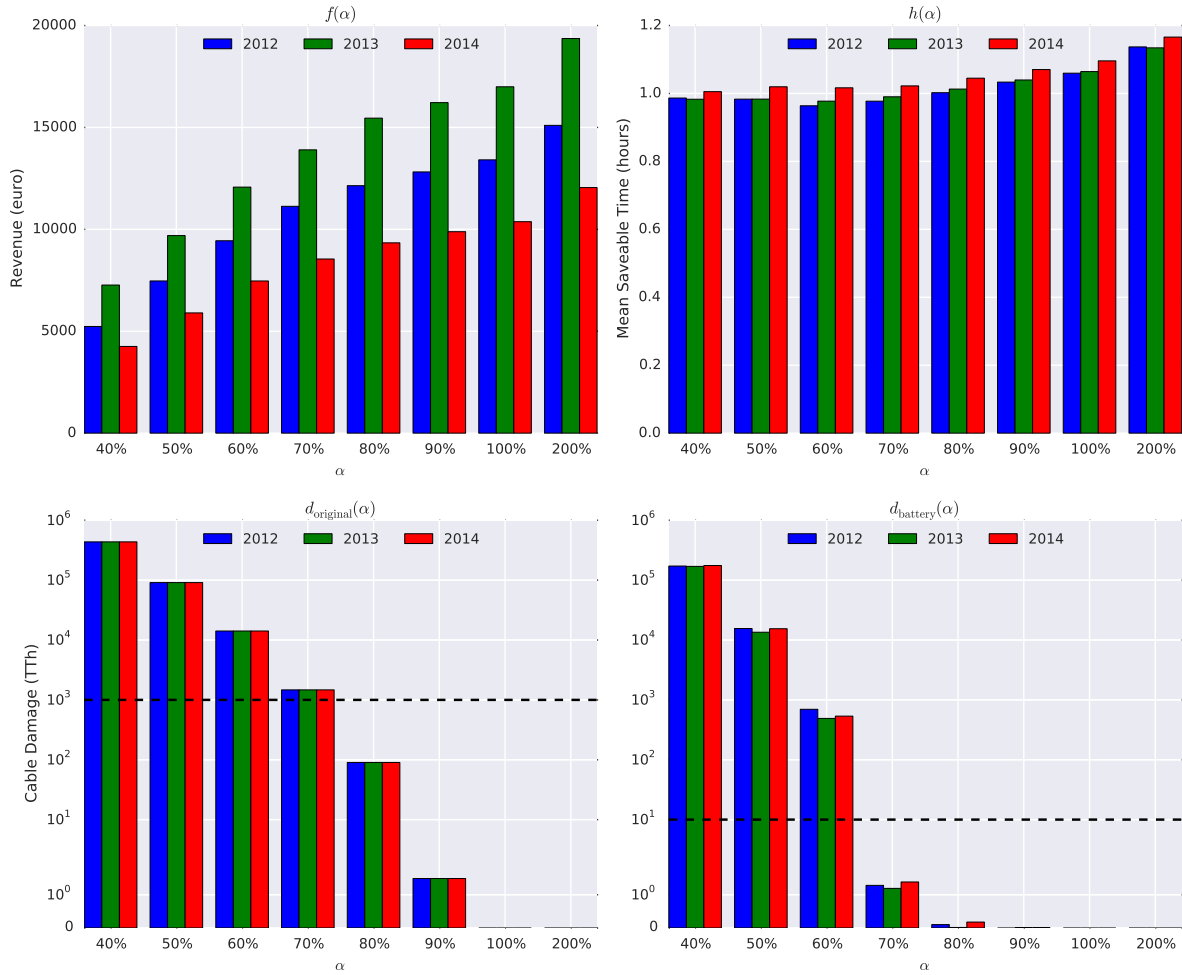 f(α)
2012 2013 2014
Revenue (euro)
20000
15000
10000
5000
0
40% 50% 60% 70% 80% 90% 100% 200%
α
h(α)
2012 2013 2014
Mean Saveable Time (hours)
1.2
1.0
0.8
0.6
0.4
0.2
0.0
40% 50% 60% 70% 80% 90% 100% 200%
α
d_original(α)
2012 2013 2014
Cable Damage (TTh)
10^6
10^5
10^4
10^3
10^2
10^1
10^0
0
40% 50% 60% 70% 80% 90% 100% 200%
α
d_battery(α)
2012 2013 2014
10^6
10^5
10^4
10^3
10^2
10^1
10^0
0
40% 50% 60% 70% 80% 90% 100% 200%
α